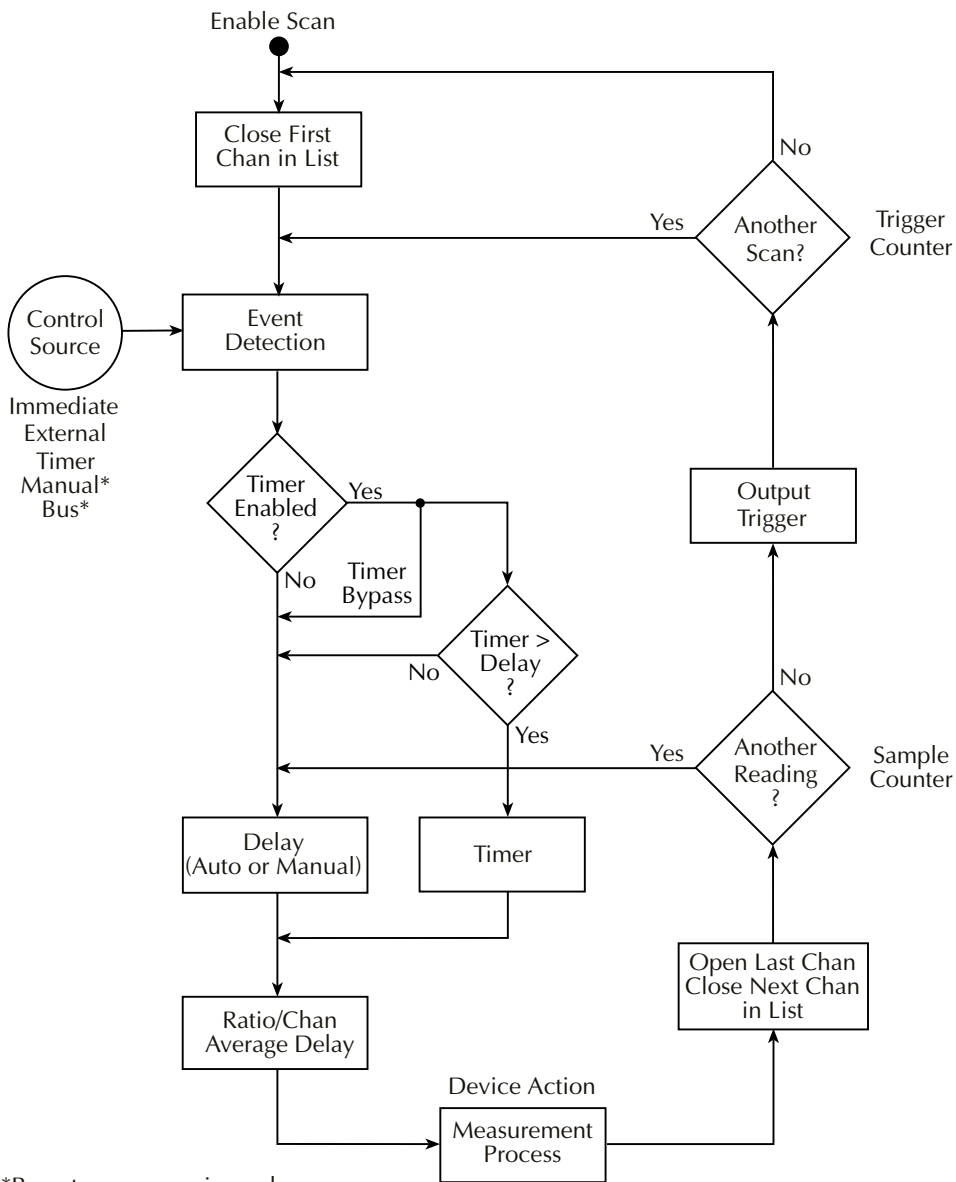 Enable Scan
Close First
Chan in List
No
Another
Scan?
Yes
Trigger
Counter
Control
Source
Event
Detection
Immediate
External
Timer
Manual*
Bus*
Timer
Enabled
?
Yes
No
Timer
Bypass
Timer >
Delay
?
No
Yes
Output
Trigger
No
Another
Reading
?
Yes
Sample
Counter
Delay
(Auto or Manual)
Timer
Open Last Chan
Close Next Chan
in List
Ratio/Chan
Average Delay
Device Action
Measurement
Process